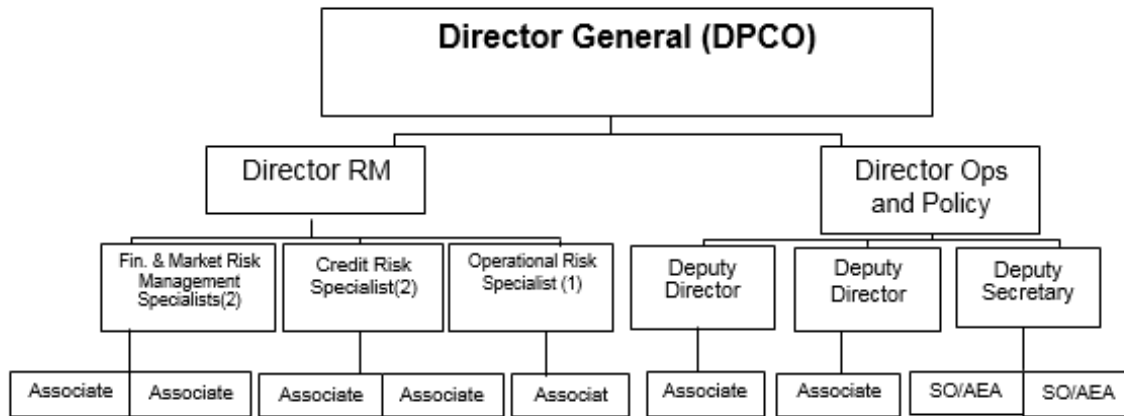 Director General (DPCO)
Director RM
Director Ops
and Policy
Fin. & Market Risk
Management
Specialists(2)
Credit Risk
Specialist(2)
Operational Risk
Specialist (1)
Deputy
Director
Deputy
Director
Deputy
Secretary
Associate
Associate
Associate
Associate
Associat
Associate
Associate
SO/AEA
SO/AEA